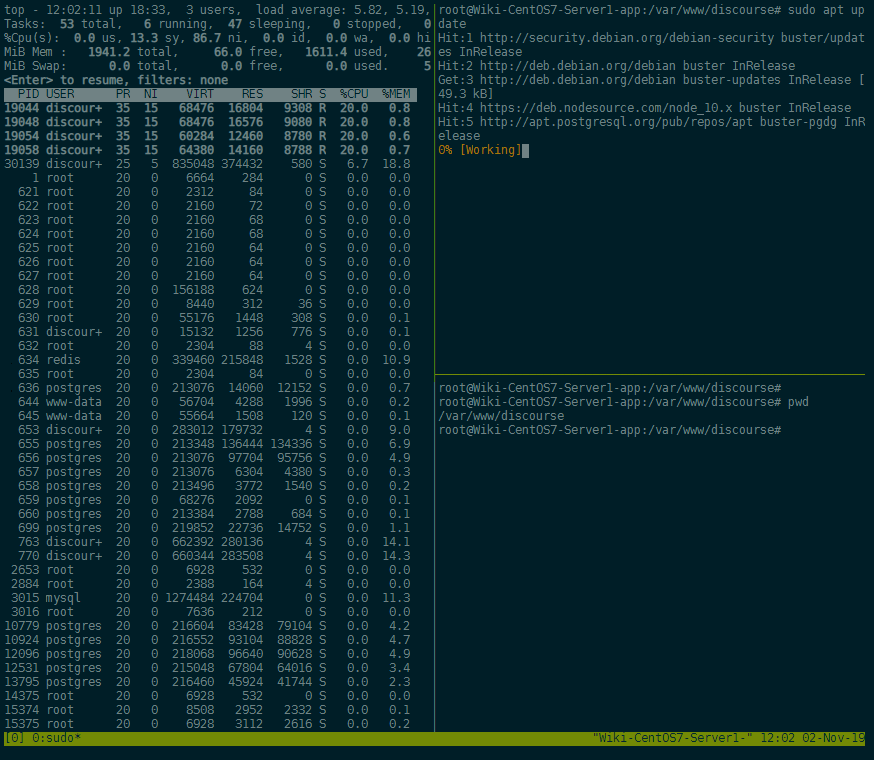 top - 12:02:11 up 18:33,  3 users,  load average: 5.82, 5.19,
Tasks:  53 total,   6 running,  47 sleeping,   0 stopped,   0
%Cpu(s):  0.0 us, 13.3 sy, 86.7 ni,  0.0 id,  0.0 wa,  0.0 hi
MiB Mem :   1941.2 total,     66.0 free,   1611.4 used,     26
MiB Swap:      0.0 total,      0.0 free,      0.0 used.     5
<Enter> to resume, filters: none
  PID USER      PR  NI    VIRT    RES    SHR S  %CPU  %MEM
19044 discour+  35  15   68476  16804   9308 R  20.0   0.8
19048 discour+  35  15   68476  16576   9080 R  20.0   0.8
19054 discour+  35  15   60284  12460   8780 R  20.0   0.6
19058 discour+  35  15   64380  14160   8788 R  20.0   0.7
30139 discour+  25   5  835048 374432    580 S   6.7  18.8
    1 root      20   0    6664    284      0 S   0.0   0.0
  621 root      20   0    2312     84      0 S   0.0   0.0
  622 root      20   0    2160     72      0 S   0.0   0.0
  623 root      20   0    2160     68      0 S   0.0   0.0
  624 root      20   0    2160     68      0 S   0.0   0.0
  625 root      20   0    2160     64      0 S   0.0   0.0
  626 root      20   0    2160     64      0 S   0.0   0.0
  627 root      20   0    2160     64      0 S   0.0   0.0
  628 root      20   0  156188    624      0 S   0.0   0.0
  629 root      20   0    8440    312     36 S   0.0   0.0
  630 root      20   0   55176   1448    308 S   0.0   0.1
  631 discour+  20   0   15132   1256    776 S   0.0   0.1
  632 root      20   0    2304     88      4 S   0.0   0.0
  634 redis     20   0  339460 215848   1528 S   0.0  10.9
  635 root      20   0    2304     84      0 S   0.0   0.0
  636 postgres  20   0  213076  14060  12152 S   0.0   0.7
  644 www-data  20   0   56704   4288   1996 S   0.0   0.2
  645 www-data  20   0   55664   1508    120 S   0.0   0.1
  653 discour+  20   0  283012 179732      4 S   0.0   9.0
  655 postgres  20   0  213348 136444 134336 S   0.0   6.9
  656 postgres  20   0  213076  97704  95756 S   0.0   4.9
  657 postgres  20   0  213076   6304   4380 S   0.0   0.3
  658 postgres  20   0  213496   3772   1540 S   0.0   0.2
  659 postgres  20   0   68276   2092      0 S   0.0   0.1
  660 postgres  20   0  213384   2788    684 S   0.0   0.1
  699 postgres  20   0  219852  22736  14752 S   0.0   1.1
  763 discour+  20   0  662392 280136      4 S   0.0  14.1
  770 discour+  20   0  660344 283508      4 S   0.0  14.3
 2653 root      20   0    6928    532      0 S   0.0   0.0
 2884 root      20   0    2388    164      4 S   0.0   0.0
 3015 mysql     20   0 1274484 224704      0 S   0.0  11.3
 3016 root      20   0    7636    212      0 S   0.0   0.0
10779 postgres  20   0  216604  83428  79104 S   0.0   4.2
10924 postgres  20   0  216552  93104  88828 S   0.0   4.7
12096 postgres  20   0  218068  96640  90628 S   0.0   4.9
12531 postgres  20   0  215048  67804  64016 S   0.0   3.4
13795 postgres  20   0  216460  45924  41744 S   0.0   2.3
14375 root      20   0    6928    532      0 S   0.0   0.0
15374 root      20   0    8508   2952   2332 S   0.0   0.1
15375 root      20   0    6928   3112   2616 S   0.0   0.2
root@Wiki-CentOS7-Server1-app:/var/www/discourse# sudo apt up
date
Hit:1 http://security.debian.org/debian-security buster/updat
es InRelease
Hit:2 http://deb.debian.org/debian buster InRelease
Get:3 http://deb.debian.org/debian buster-updates InRelease [
49.3 kB]
Hit:4 https://deb.nodesource.com/node_10.x buster InRelease
Hit:5 http://apt.postgresql.org/pub/repos/apt buster-pgdg InR
elease
0% [Working]
root@Wiki-CentOS7-Server1-app:/var/www/discourse#
root@Wiki-CentOS7-Server1-app:/var/www/discourse# pwd
/var/www/discourse
root@Wiki-CentOS7-Server1-app:/var/www/discourse#
[0] 0:sudo* "Wiki-CentOS7-Server1-" 12:02 02-Nov-19